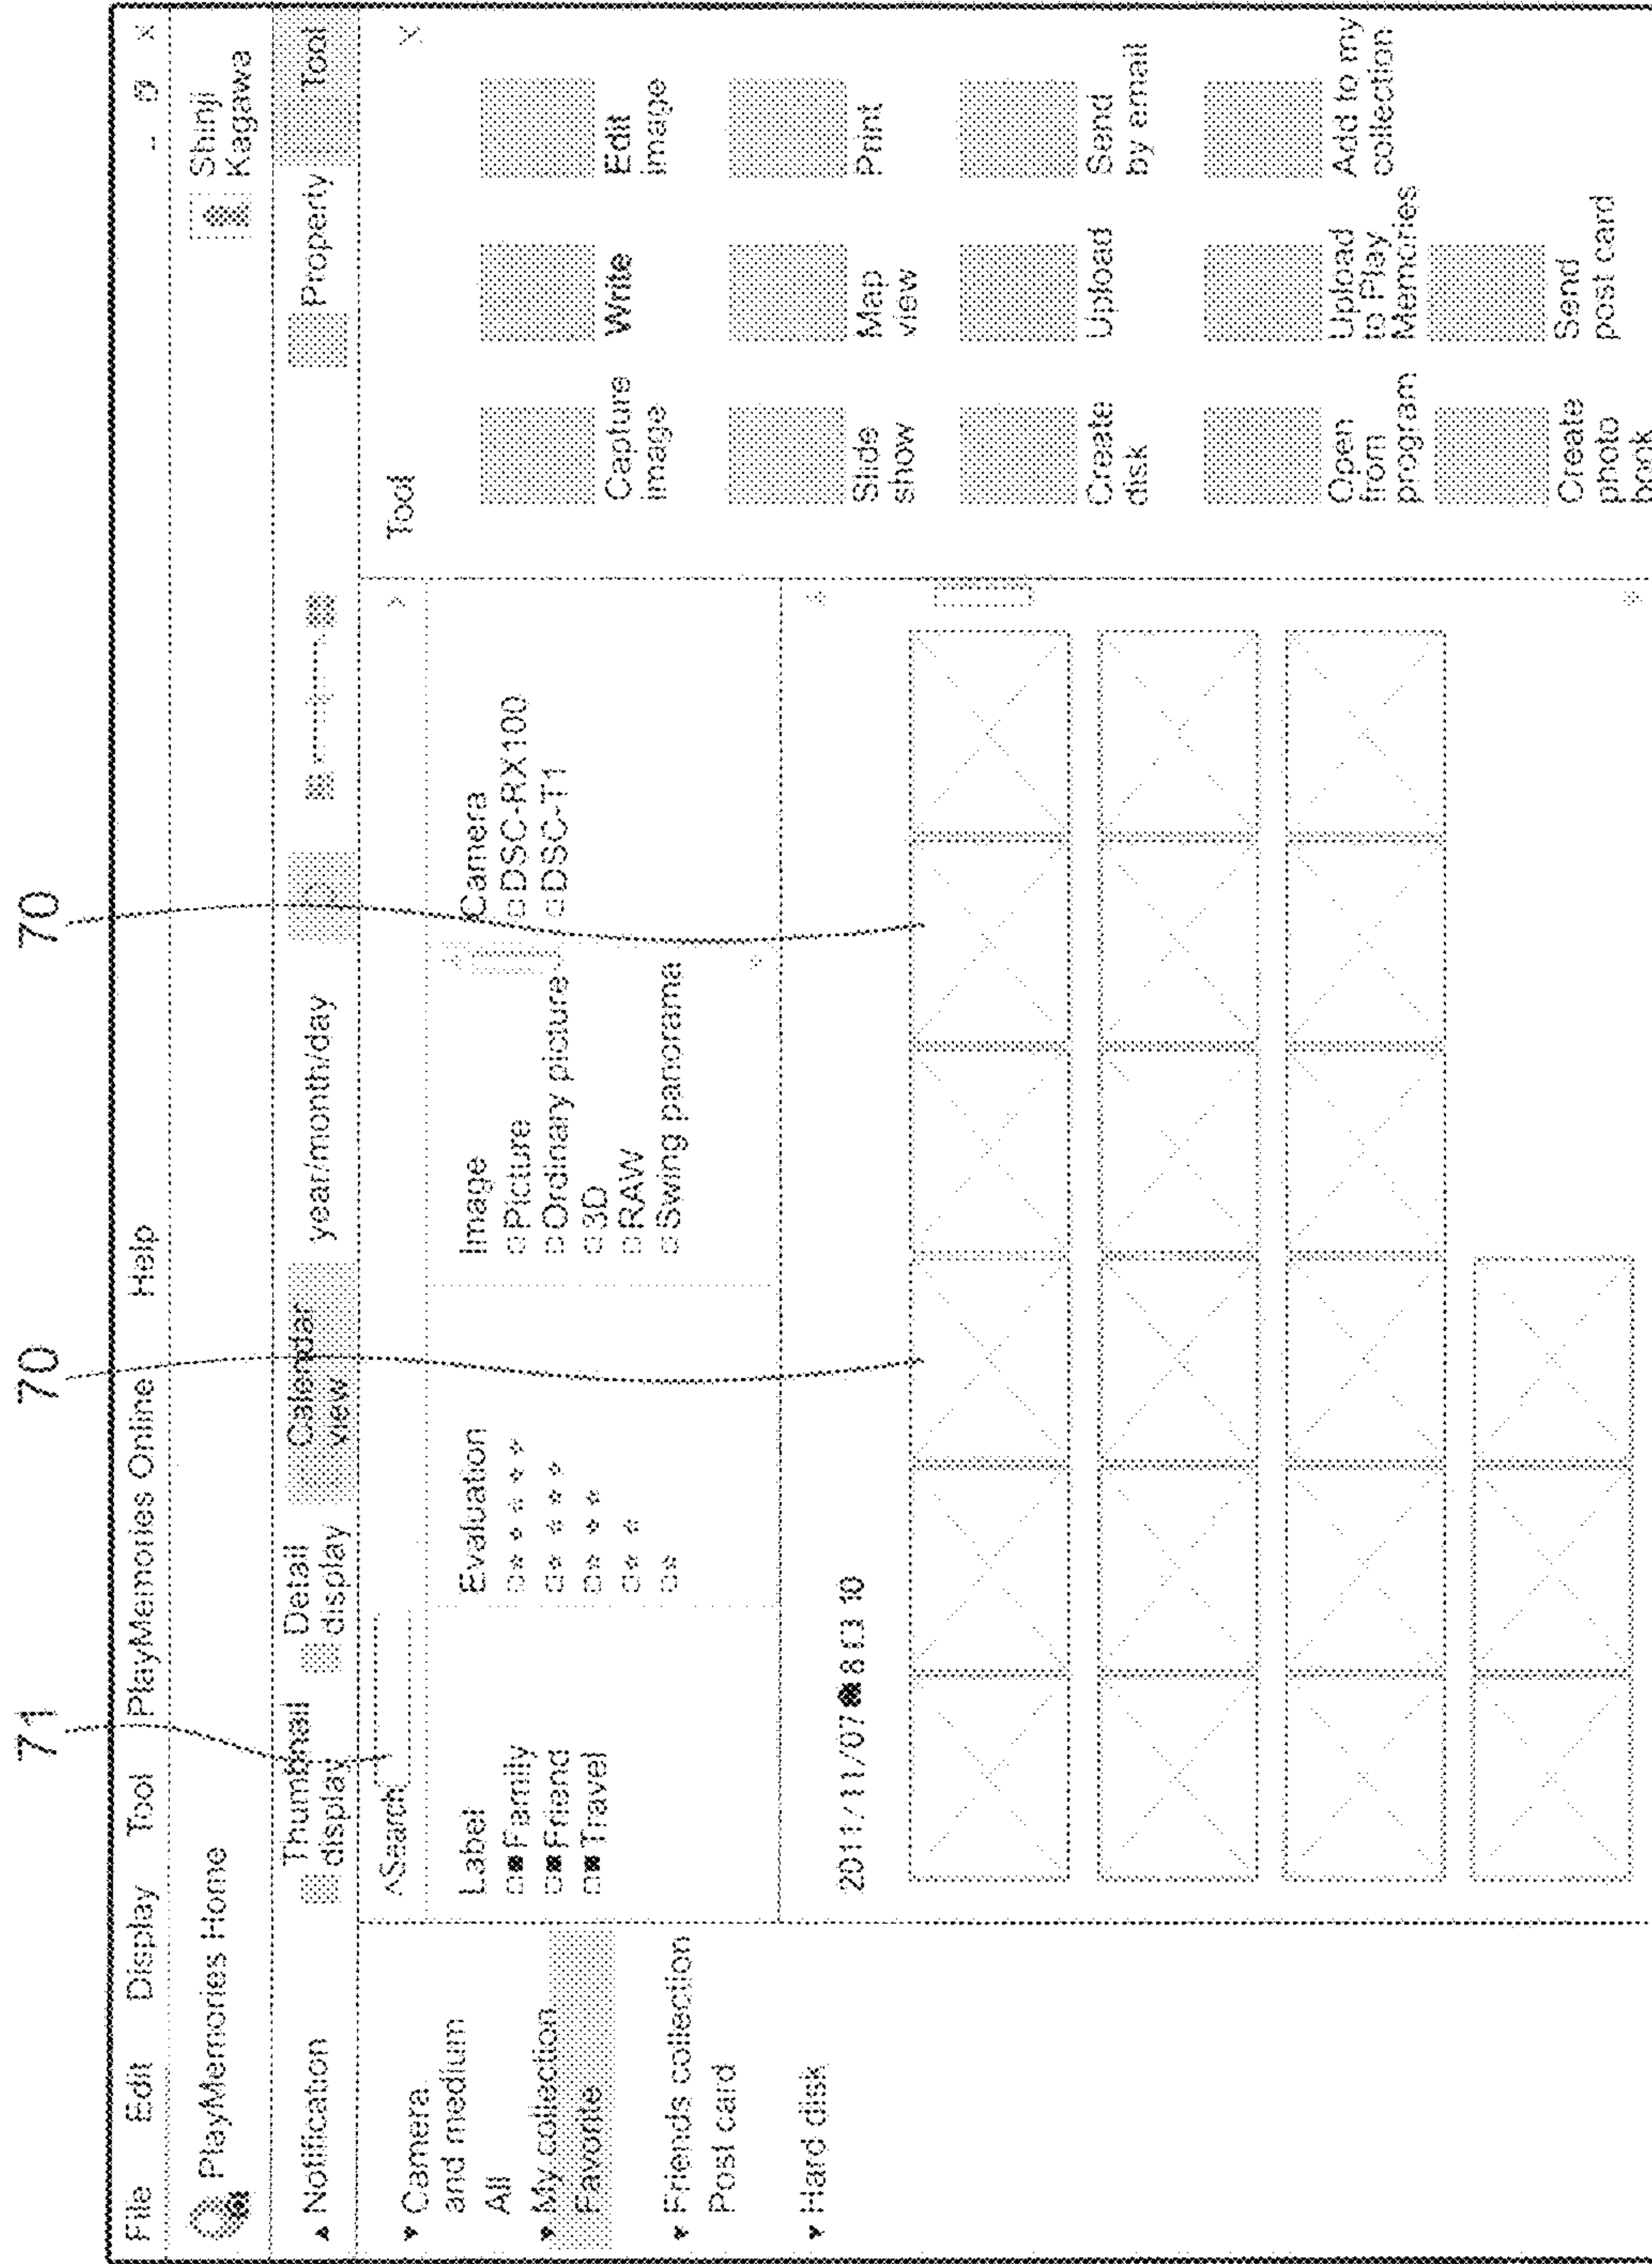 71
70
70
File Edit Display Tool PlayMemories Online Help
PlayMemories Home
Shinji
Kagawa
Notification
Thumbnail
display
Detail
display
Calendar
view
year/month/day
Property
Tool
Camera
and medium
All
My collection
Favorite
Friends collection
Post card
Hard disk
Search
Label
Family
Friend
Travel
Evaluation
Image
Picture
Ordinary picture
3D
RAW
Swing panorama
Camera
DSC-RX100
DSC-T1
2011/11/07
Tool
Capture
image
Write
Edit
image
Slide
show
Map
view
Print
Create
disk
Upload
Send
by email
Open
from
program
Upload
to Play
Memories
Add to my
collection
Create
photo
book
Send
post card